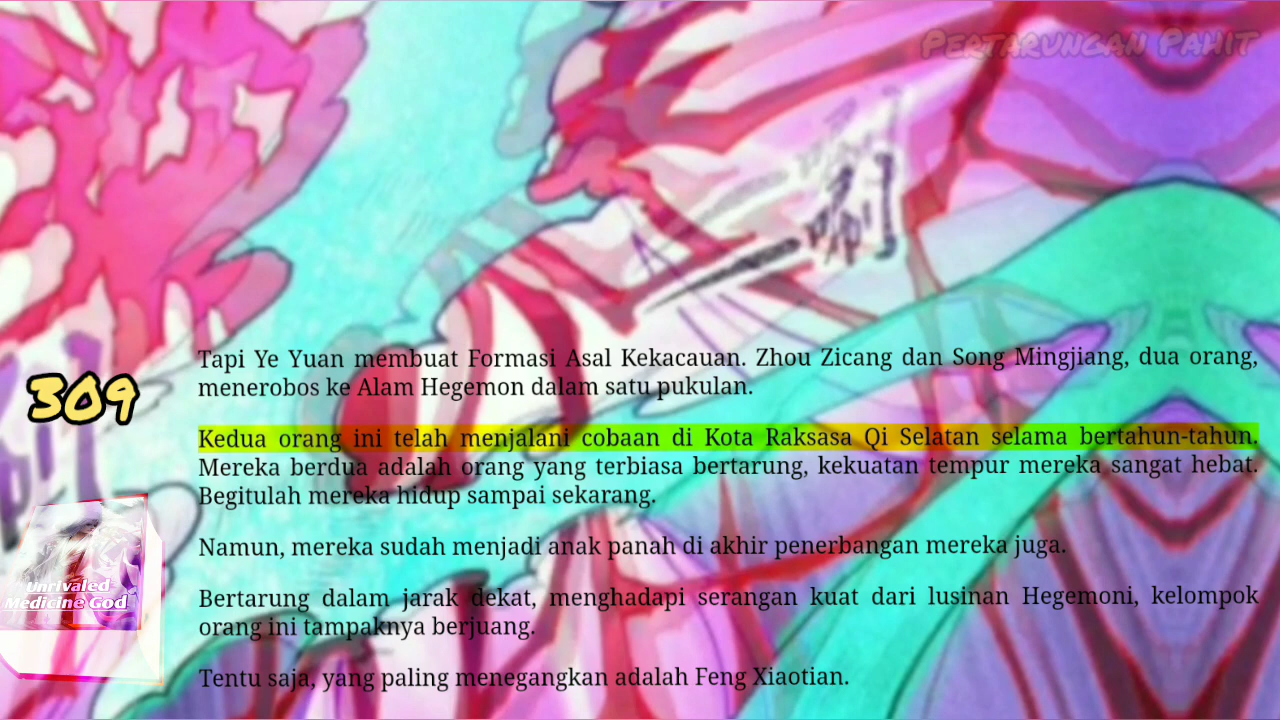 Pertarungan Pahit
唰
Tapi Ye Yuan membuat Formasi Asal Kekacauan. Zhou Zicang dan Song Mingjiang, dua orang,
menerobos ke Alam Hegemon dalam satu pukulan.
309
Kedua orang ini telah menjalani cobaan di Kota Raksasa Qi Selatan selama bertahun-tahun.
Mereka berdua adalah orang yang terbiasa bertarung, kekuatan tempur mereka sangat hebat.
Begitulah mereka hidup sampai sekarang.
Namun, mereka sudah menjadi anak panah di akhir penerbangan mereka juga.
Unrivaled
Medicine God
Bertarung dalam jarak dekat, menghadapi serangan kuat dari lusinan Hegemoni, kelompok
orang ini tampaknya berjuang.
Tentu saja, yang paling menegangkan adalah Feng Xiaotian.